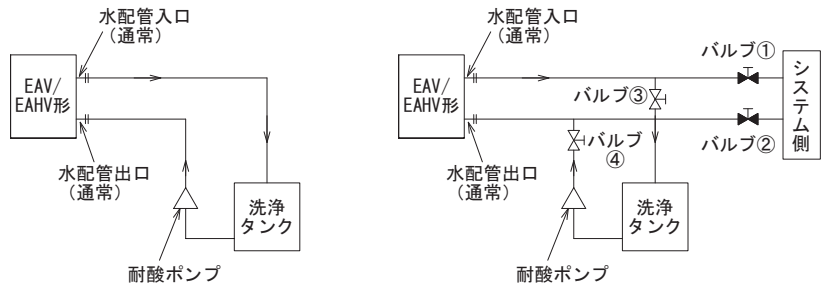 水配管入口
(通常)
EAV/
EAHV形
水配管出口
(通常)
洗浄
タンク
耐酸ポンプ
水配管入口
(通常)
バルブ①
EAV/
EAHV形
バルブ③
システム側
バルブ
④
バルブ②
水配管出口
(通常)
洗浄
タンク
耐酸ポンプ